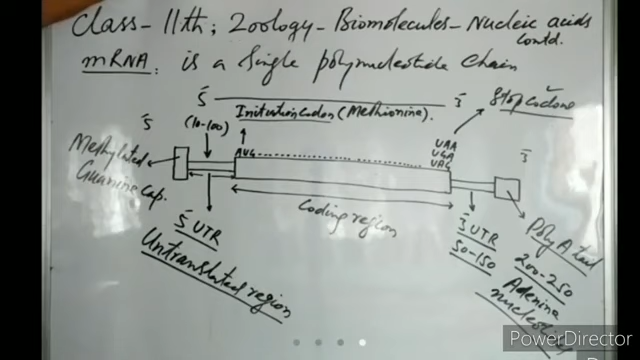 Class - 11th; Zoology - Biomolecules - Nucleic acids
Contd.
mRNA: is a Single polynucleotide Chain
5̄ 3̄
Stop codons
Initiation Codon (Methionine).
5̄
(10-100)
AUG
UAA
UGA
UAG
3̄
Methylated
Guanine Cap.
Coding region
5̄ UTR
Untranslated region
3̄ UTR
50-150
Poly A tail
200-250
Adenine
PowerDirector